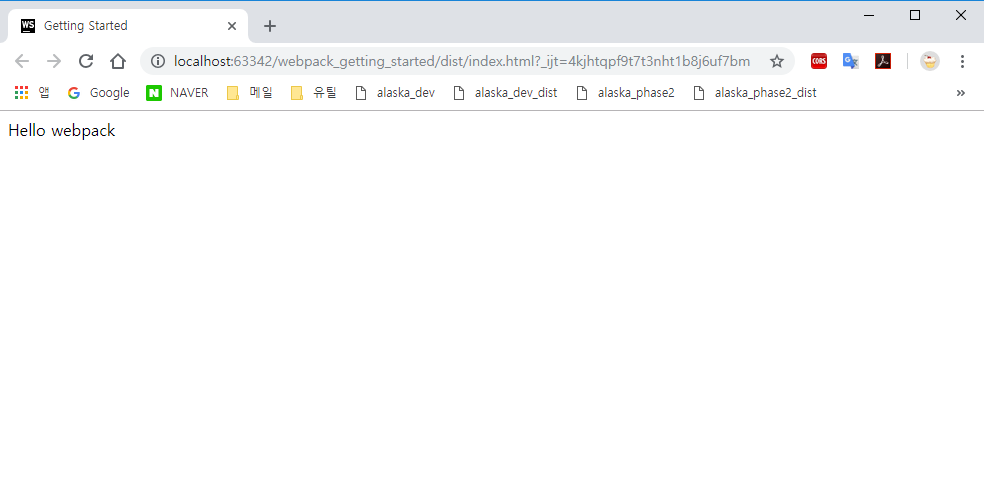 WS Getting Started
localhost:63342/webpack_getting_started/dist/index.html?_ijt=4kjhtqpf9t7t3nht1b8j6uf7bm CORS
앱 Google N NAVER 메일 유틸 alaska_dev alaska_dev_dist alaska_phase2 alaska_phase2_dist »
Hello webpack